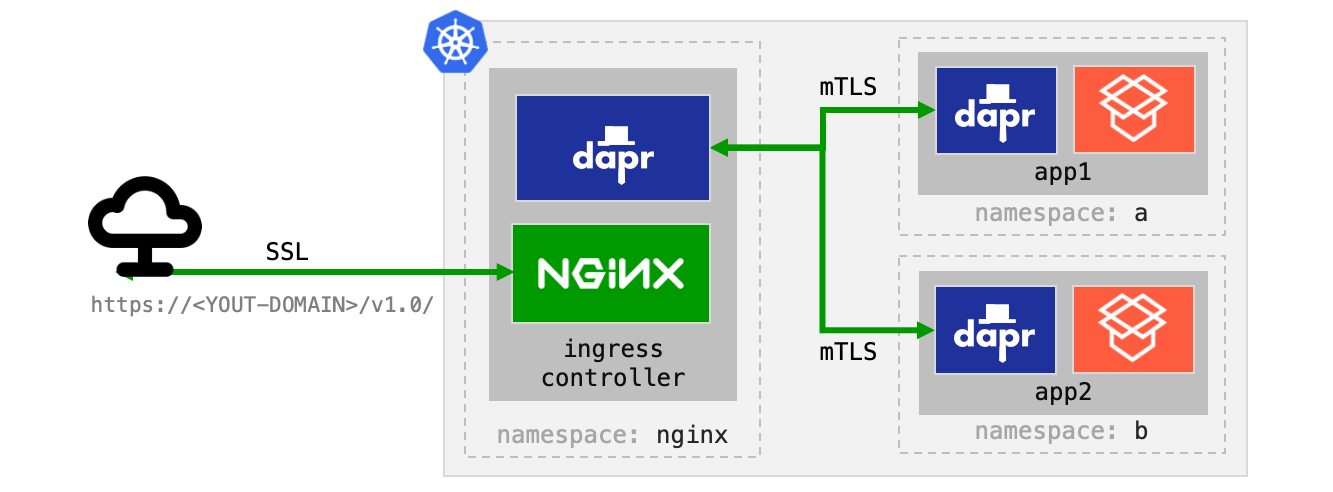 SSL
https://<YOUT-DOMAIN>/v1.0/
dapr
NGiNX
ingress
controller
namespace: nginx
mTLS
dapr
app1
namespace: a
mTLS
dapr
app2
namespace: b